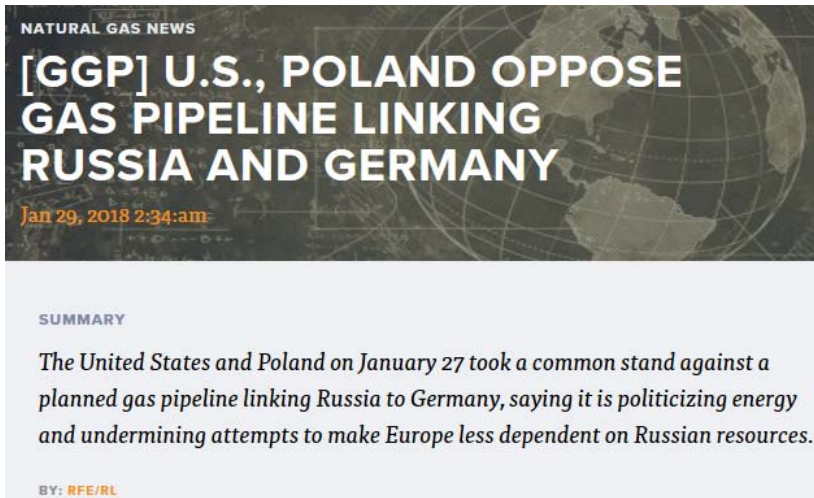 NATURAL GAS NEWS
[GGP] U.S., POLAND OPPOSE
GAS PIPELINE LINKING
RUSSIA AND GERMANY
Jan 29, 2018 2:34:am
SUMMARY
The United States and Poland on January 27 took a common stand against a
planned gas pipeline linking Russia to Germany, saying it is politicizing energy
and undermining attempts to make Europe less dependent on Russian resources.
BY: RFE/RL